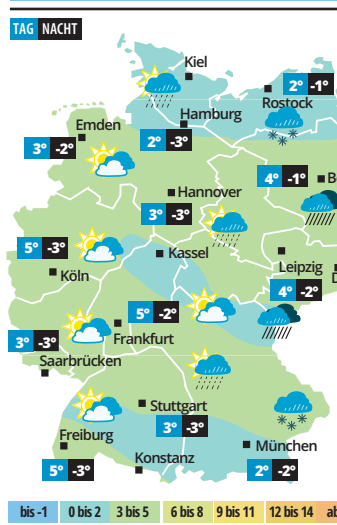 TAG NACHT
Kiel
2° -1°
Rostock
Hamburg
2° -3°
Emden
3° -2°
4° -1°
Hannover
3° -3°
5° -3°
Kassel
Köln
Leipzig
4° -2°
5° -2°
Frankfurt
3° -3°
Saarbrücken
Stuttgart
3° -3°
Freiburg
München
Konstanz
5° -3°
2° -2°
bis -1 0 bis 2 3 bis 5 6 bis 8 9 bis 11 12 bis 14